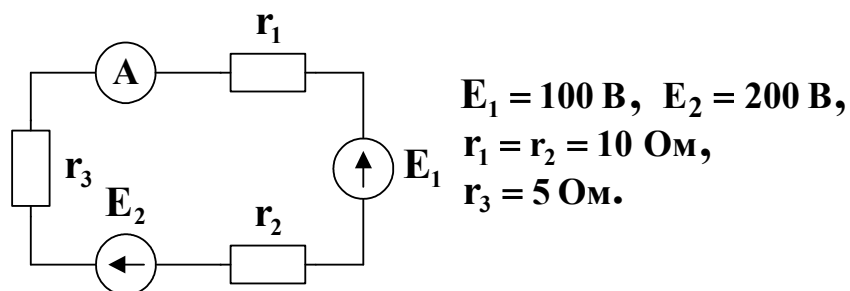 r₁
A
E₁ = 100 В, E₂ = 200 В,
r₁ = r₂ = 10 Ом,
r₃ = 5 Ом.
r₃
E₁
E₂
r₂